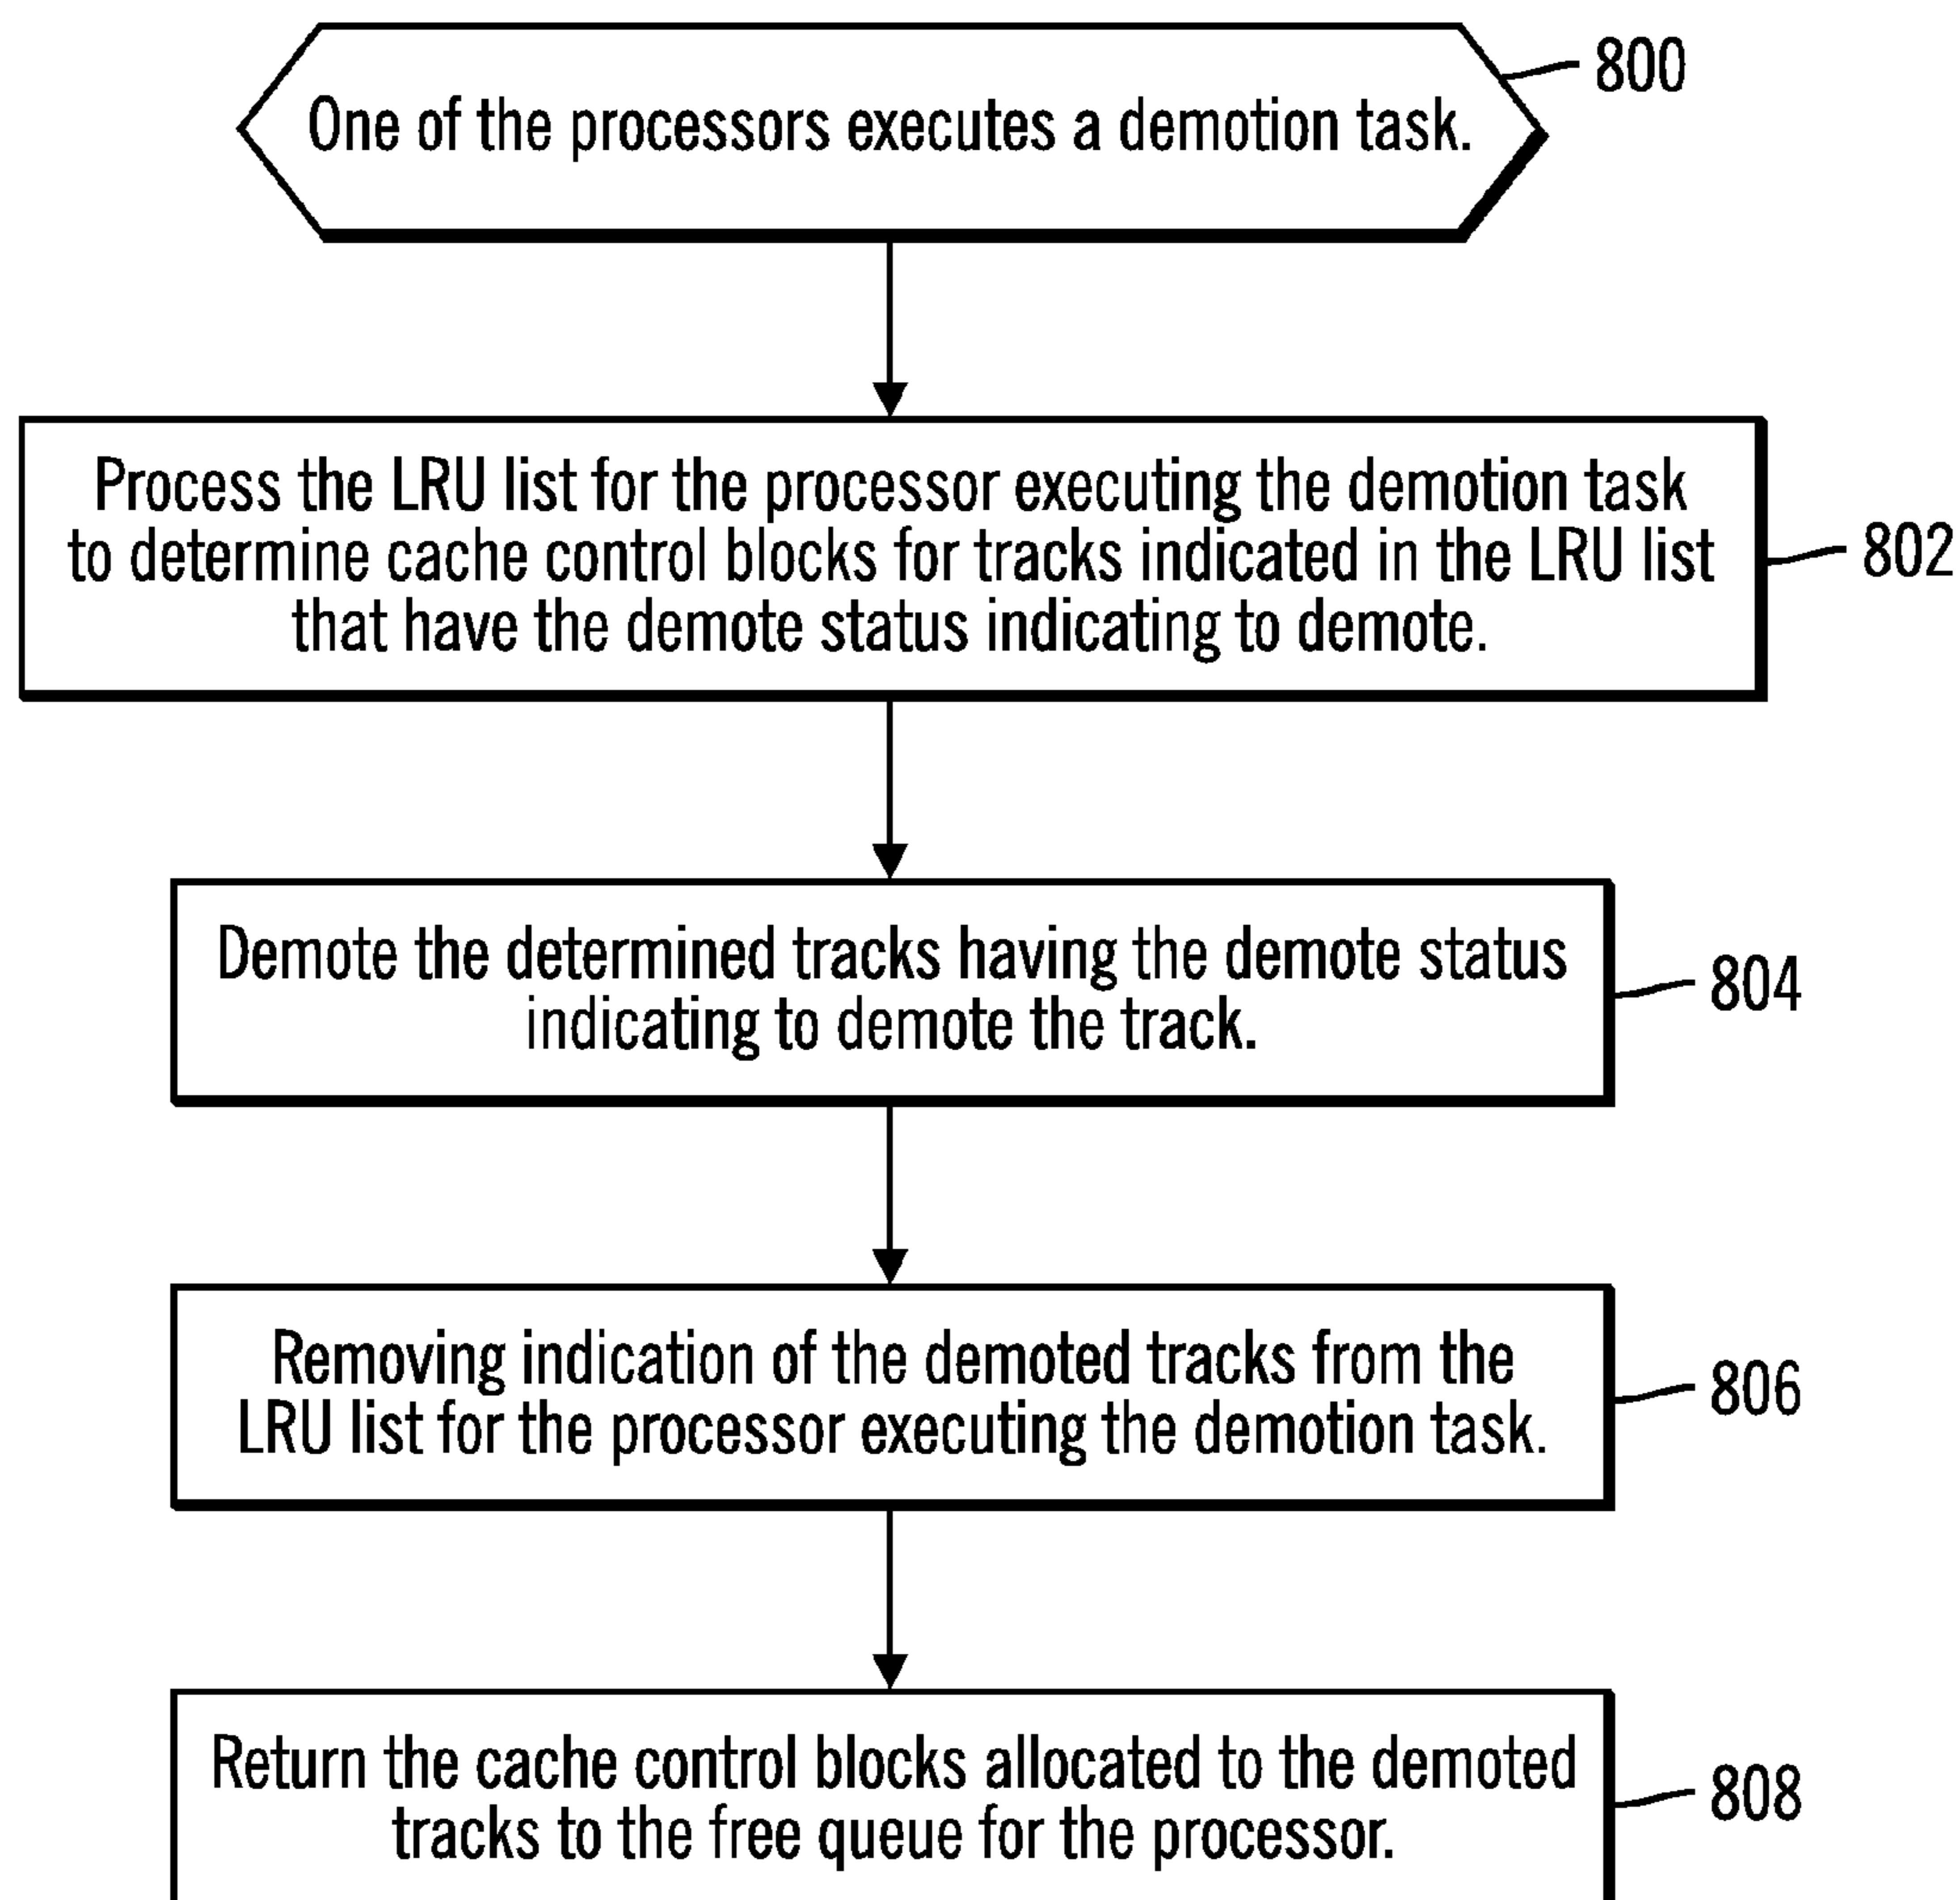 One of the processors executes a demotion task.
800
Process the LRU list for the processor executing the demotion task
to determine cache control blocks for tracks indicated in the LRU list
that have the demote status indicating to demote.
802
Demote the determined tracks having the demote status
indicating to demote the track.
804
Removing indication of the demoted tracks from the
LRU list for the processor executing the demotion task.
806
Return the cache control blocks allocated to the demoted
tracks to the free queue for the processor.
808